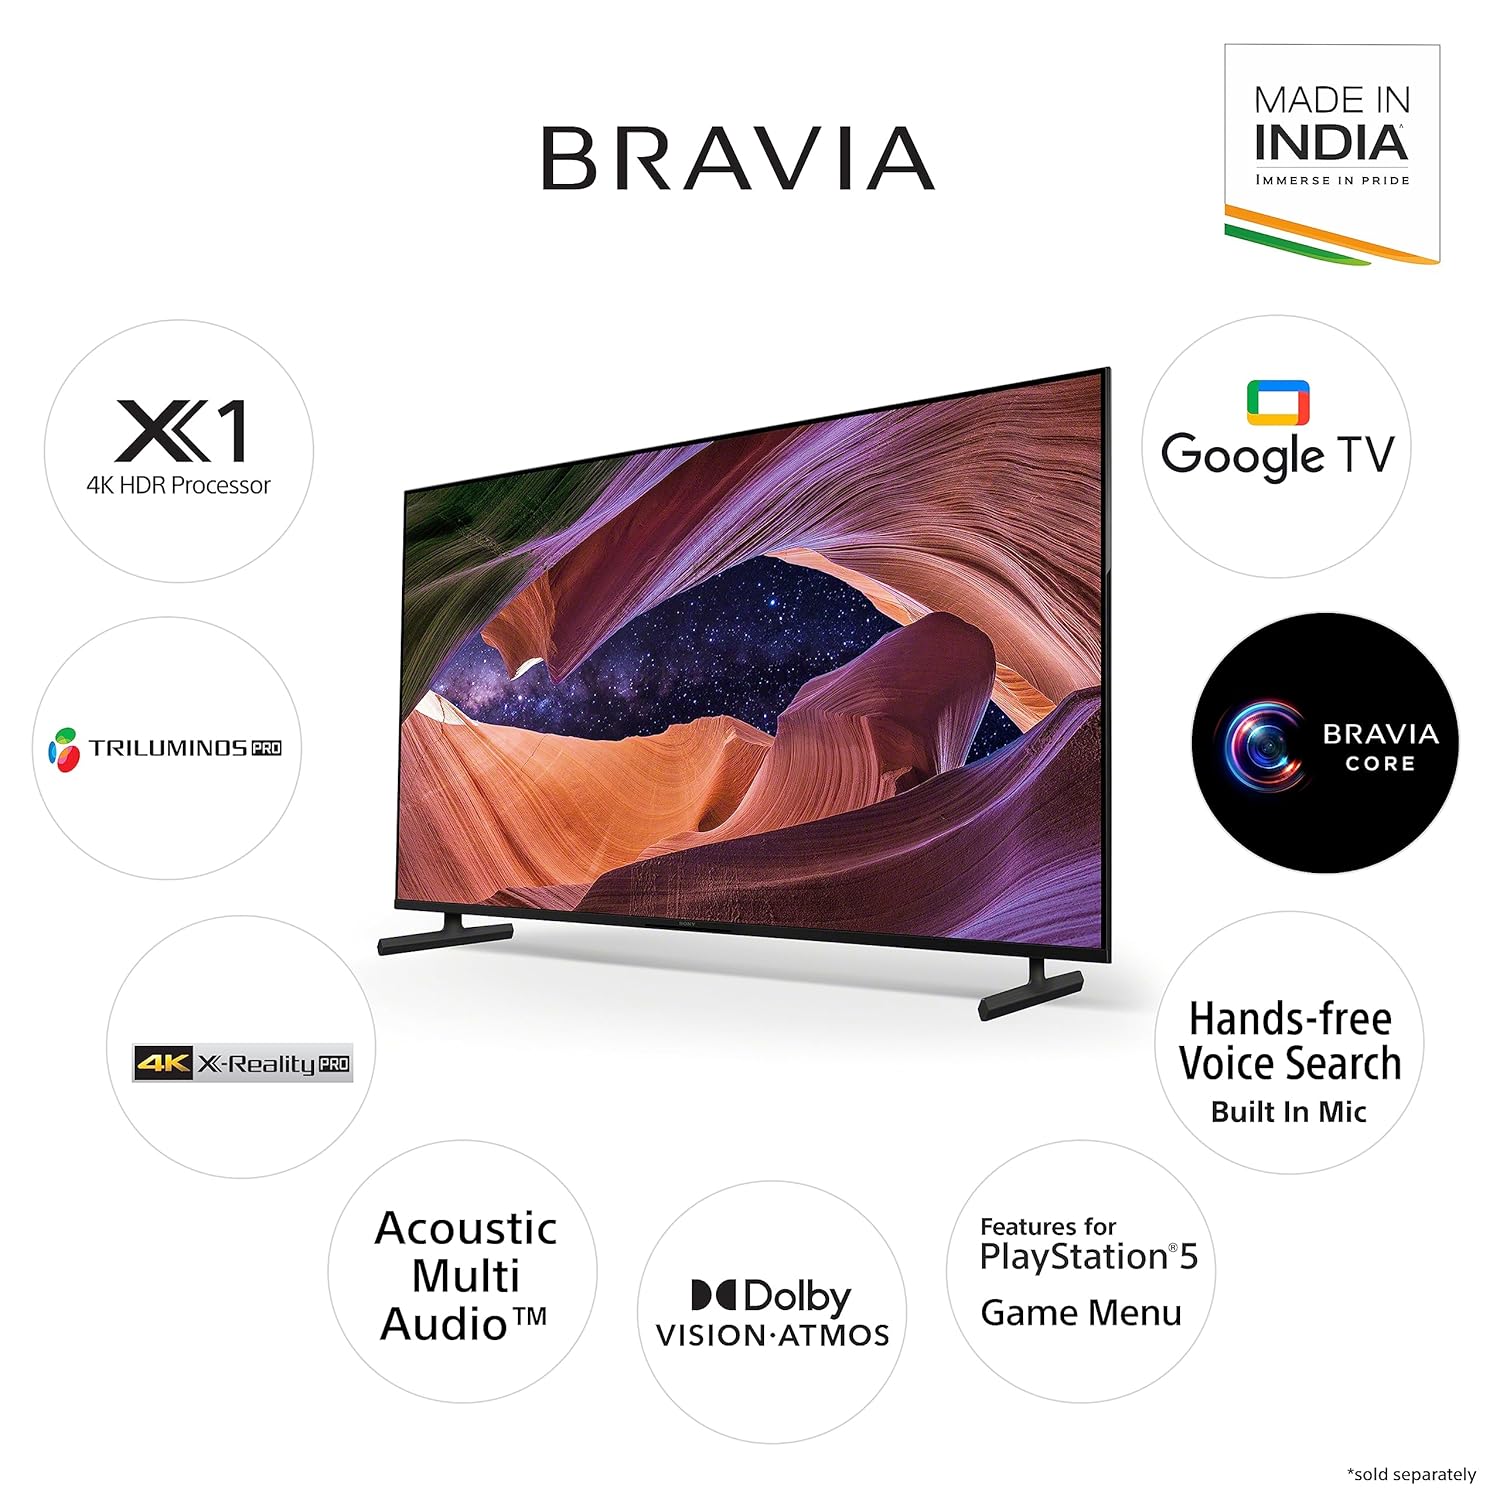 BRAVIA
MADE IN
INDIA^
IMMERSE IN PRIDE
X1
4K HDR Processor
Google TV
TRILUMINOS PRO
BRAVIA
CORE
SONY
4K X-Reality PRO
Hands-free
Voice Search
Built In Mic
Acoustic
Multi
Audio™
Dolby
VISION·ATMOS
Features for
PlayStation®5
Game Menu
*sold separately